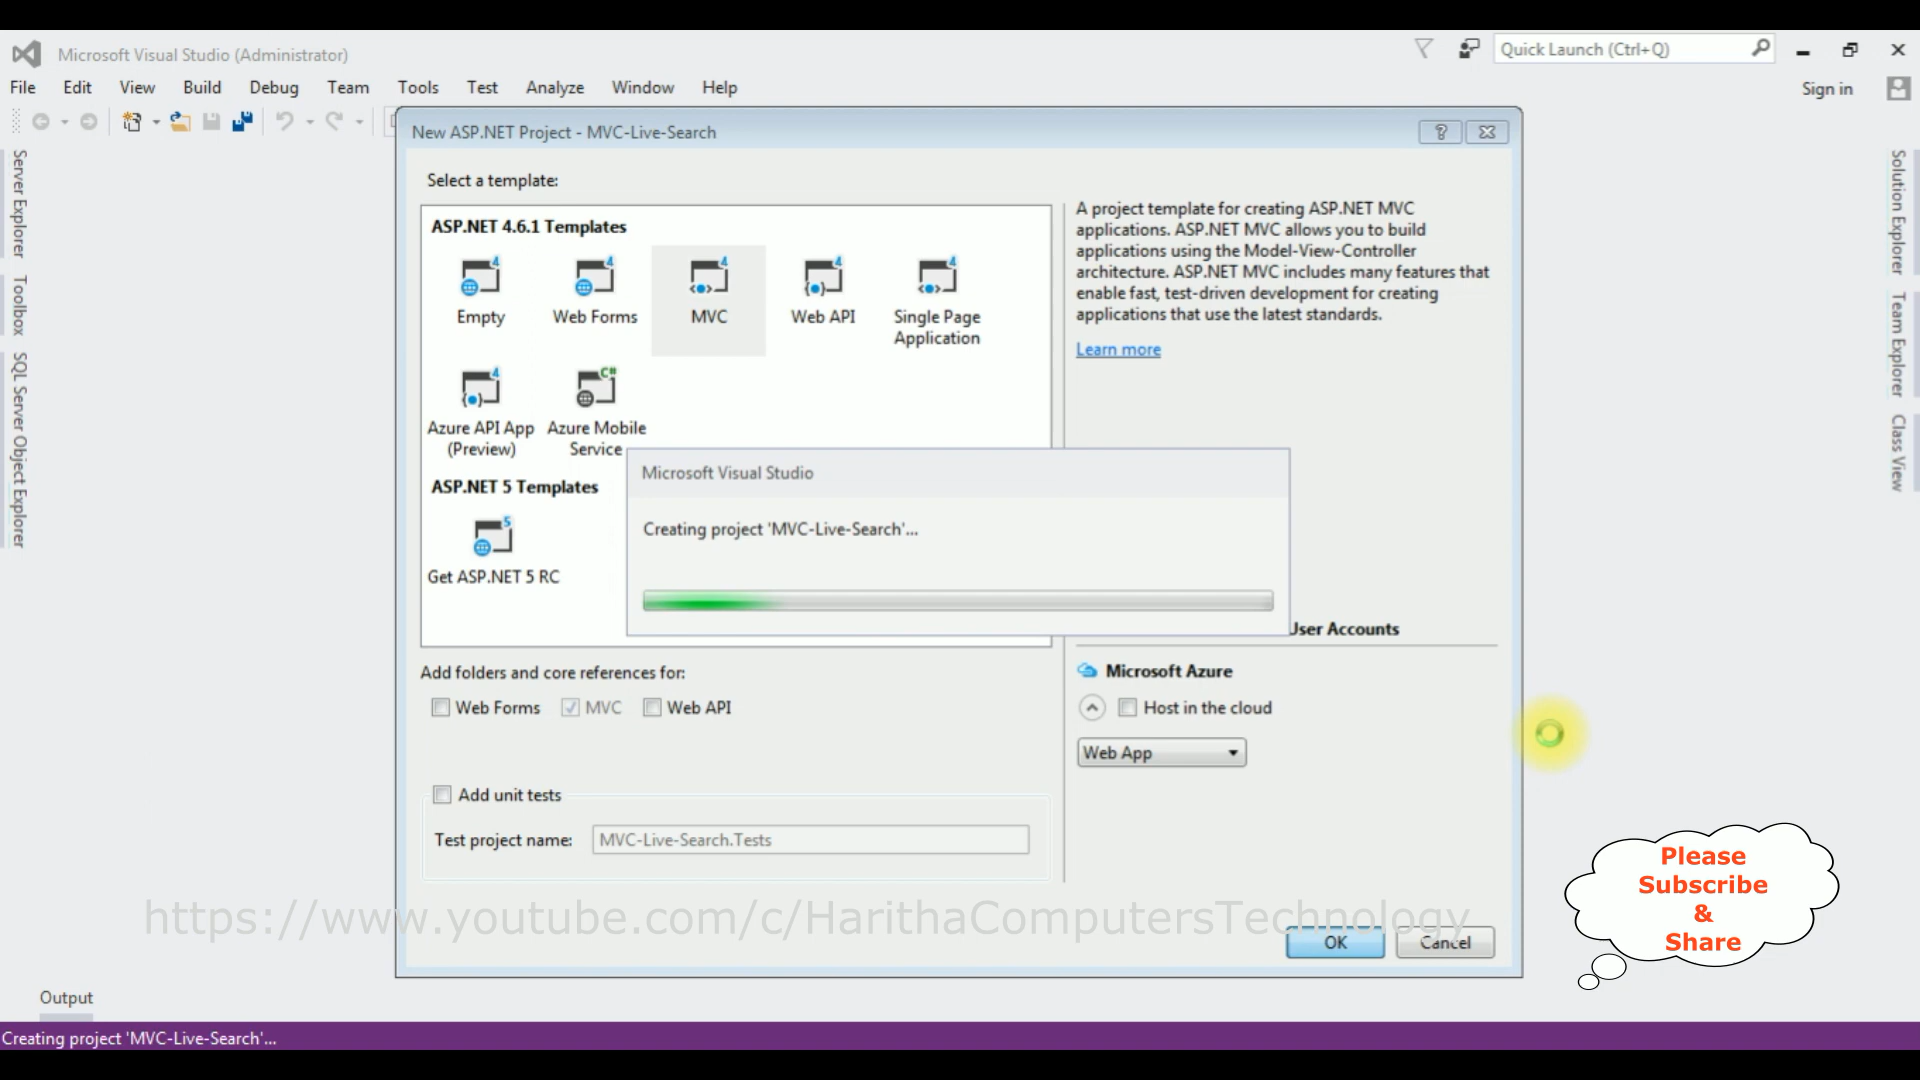 Microsoft Visual Studio (Administrator)
Quick Launch (Ctrl+Q)
File Edit View Build Debug Team Tools Test Analyze Window Help
Sign in
Server Explorer
Toolbox
SQL Server Object Explorer
New ASP.NET Project - MVC-Live-Search
Select a template:
ASP.NET 4.6.1 Templates
Empty
Web Forms
MVC
Web API
Single Page
Application
Azure API App
(Preview)
Azure Mobile
Service
ASP.NET 5 Templates
Get ASP.NET 5 RC
A project template for creating ASP.NET MVC
applications. ASP.NET MVC allows you to build
applications using the Model-View-Controller
architecture. ASP.NET MVC includes many features that
enable fast, test-driven development for creating
applications that use the latest standards.
Learn more
Microsoft Visual Studio
Creating project 'MVC-Live-Search'...
User Accounts
Add folders and core references for:
Web Forms MVC Web API
Microsoft Azure
Host in the cloud
Web App
Add unit tests
Test project name: MVC-Live-Search.Tests
OK Cancel
https://www.youtube.com/c/HarithaComputersTechnology
Solution Explorer
Team Explorer
Class View
Please
Subscribe
&
Share
Output
Creating project 'MVC-Live-Search'...